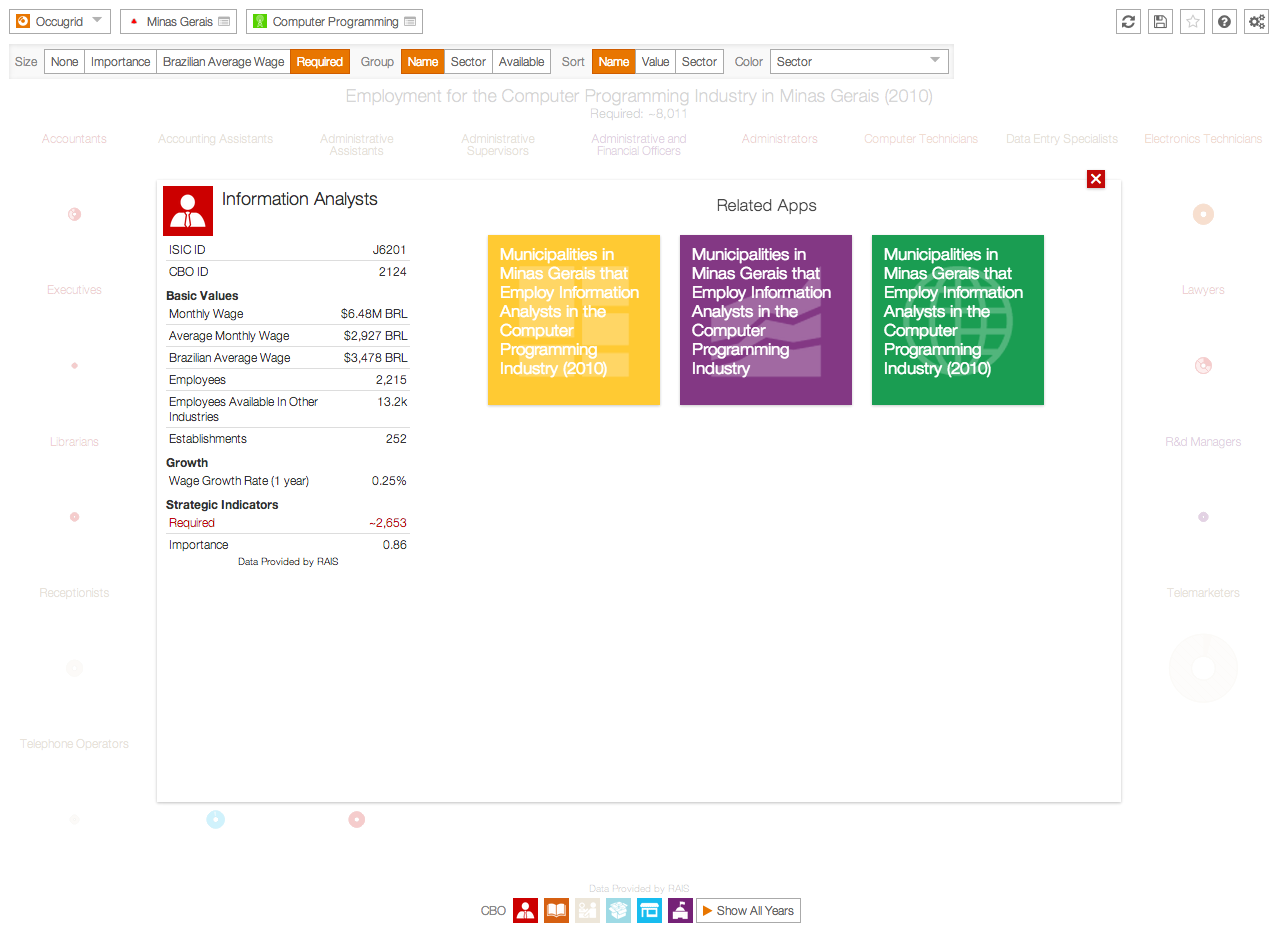 Occugrid Minas Gerais Computer Programming
Size None Importance Brazilian Average Wage Required Group Name Sector Available Sort Name Value Sector Color Sector
Employment for the Computer Programming Industry in Minas Gerais (2010)
Required: ~8,011
Accountants Accounting Assistants Administrative Administrative Administrative and Administrators Computer Technicians Data Entry Specialists Electronics Technicians
Assistants Supervisors Financial Officers
Information Analysts
ISIC ID J6201
CBO ID 2124
Basic Values
Monthly Wage $6.48M BRL
Average Monthly Wage $2,927 BRL
Brazilian Average Wage $3,478 BRL
Employees 2,215
Employees Available In Other 13.2k
Industries
Establishments 252
Growth
Wage Growth Rate (1 year) 0.25%
Strategic Indicators
Required ~2,653
Importance 0.86
Data Provided by RAIS
Related Apps
Municipalities in
Minas Gerais that
Employ Information
Analysts in the
Computer
Programming
Industry (2010)
Municipalities in
Minas Gerais that
Employ Information
Analysts in the
Computer
Programming
Industry
Municipalities in
Minas Gerais that
Employ Information
Analysts in the
Computer
Programming
Industry (2010)
Executives Lawyers
Librarians R&d Managers
Receptionists Telemarketers
Telephone Operators
Data Provided by RAIS
CBO Show All Years